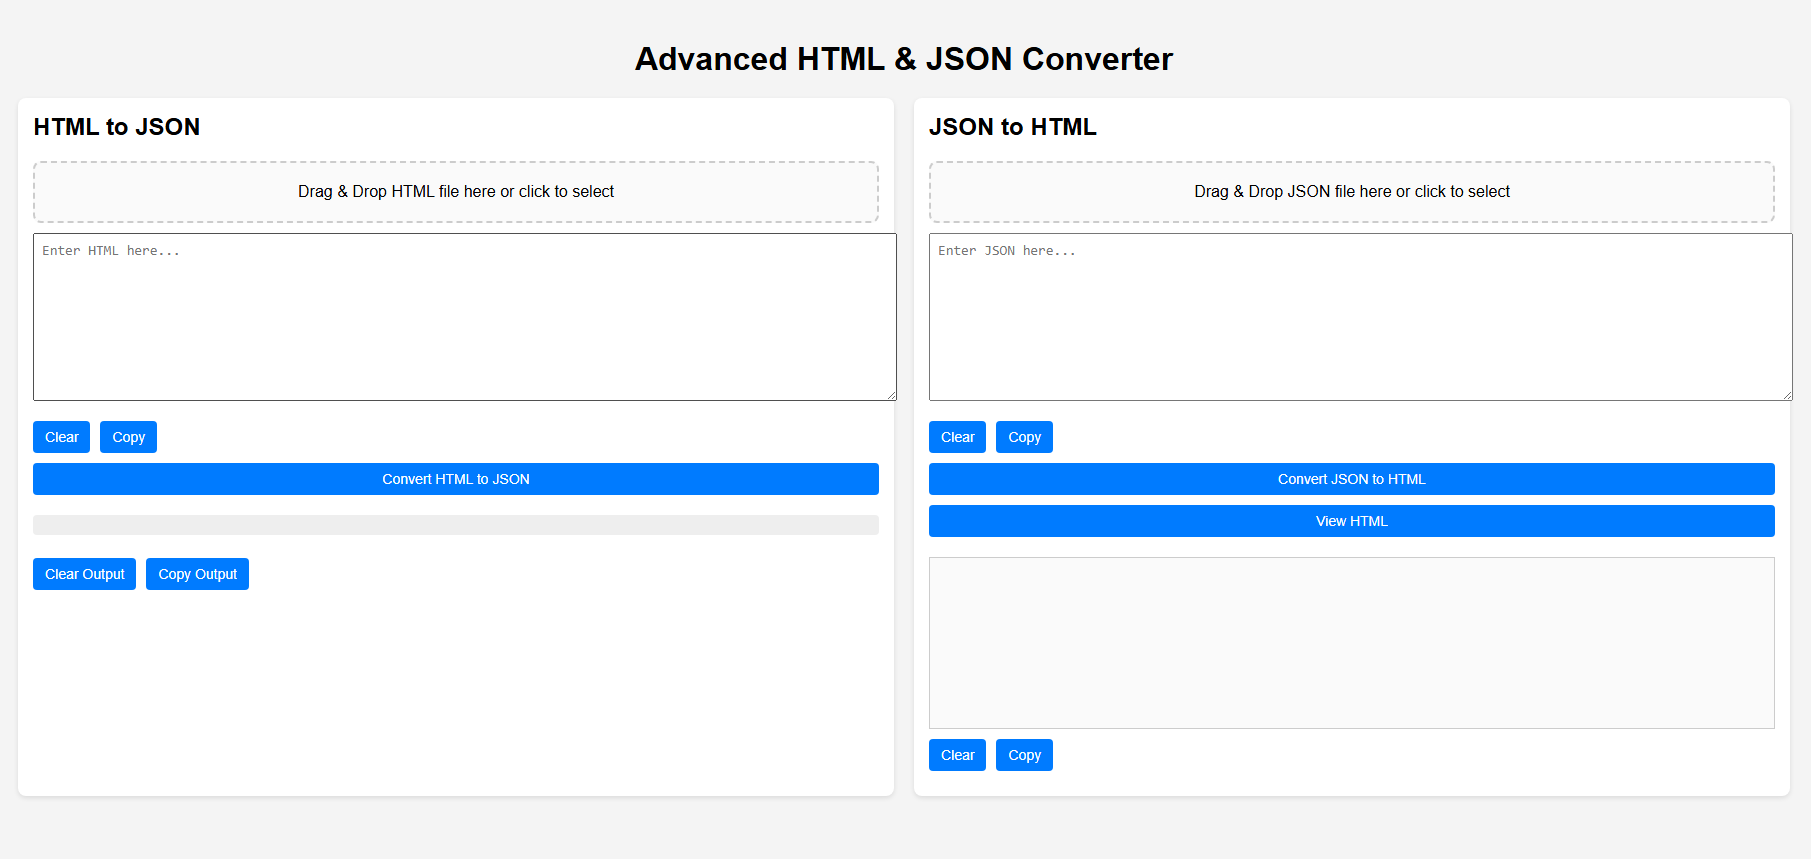 Advanced HTML & JSON Converter
HTML to JSON
Drag & Drop HTML file here or click to select
Enter HTML here...
Clear
Copy
Convert HTML to JSON
Clear Output
Copy Output
JSON to HTML
Drag & Drop JSON file here or click to select
Enter JSON here...
Clear
Copy
Convert JSON to HTML
View HTML
Clear
Copy